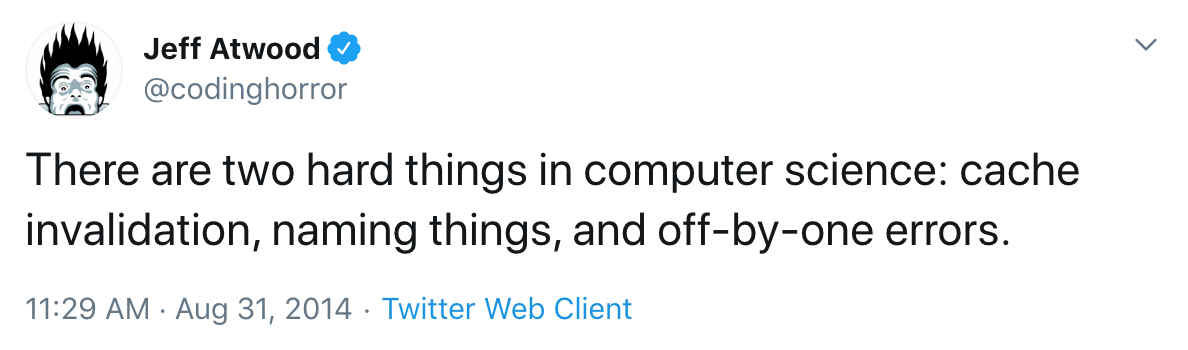 Jeff Atwood
@codinghorror
There are two hard things in computer science: cache
invalidation, naming things, and off-by-one errors.
11:29 AM · Aug 31, 2014 · Twitter Web Client